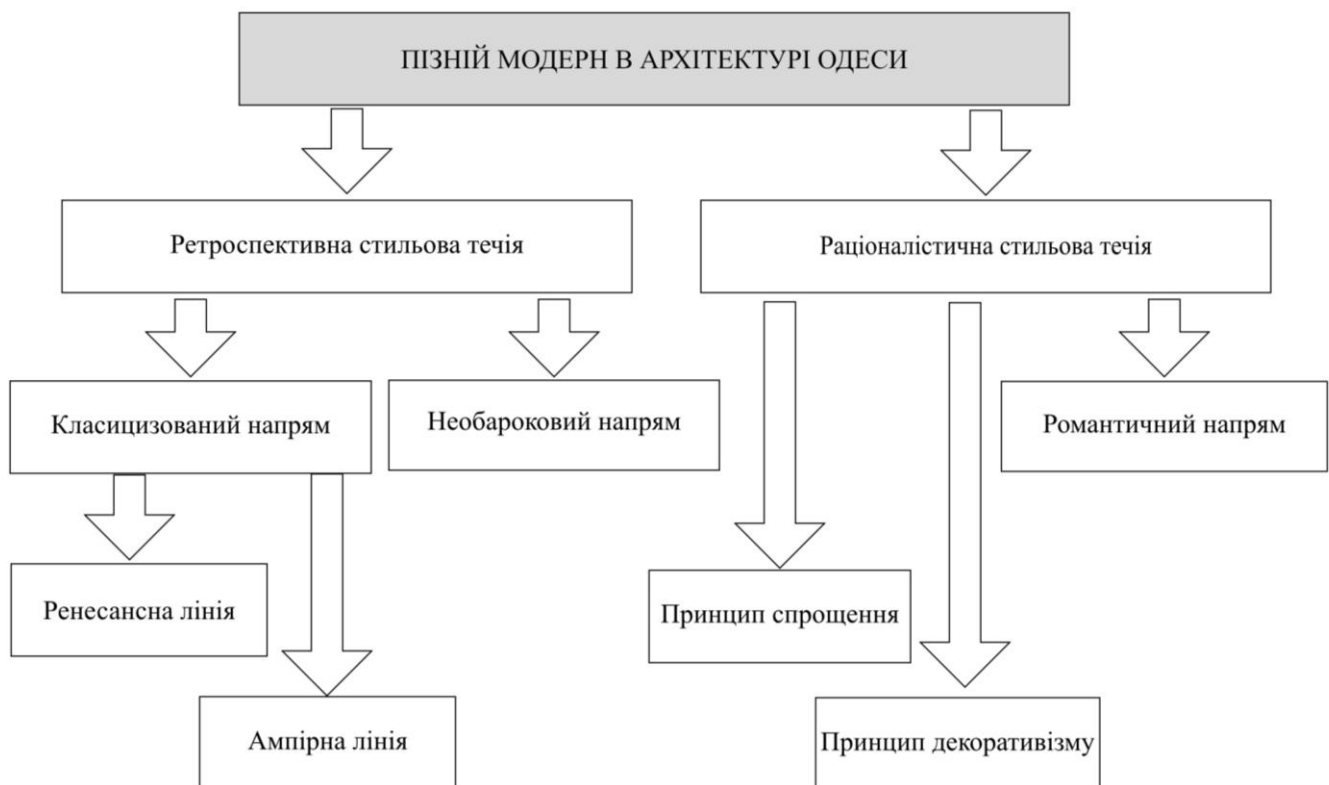 ПІЗНІЙ МОДЕРН В АРХІТЕКТУРІ ОДЕСИ
Ретроспективна стильова течія
Раціоналістична стильова течія
Класицизований напрям
Необароковий напрям
Романтичний напрям
Ренесансна лінія
Принцип спрощення
Ампірна лінія
Принцип декоративізму